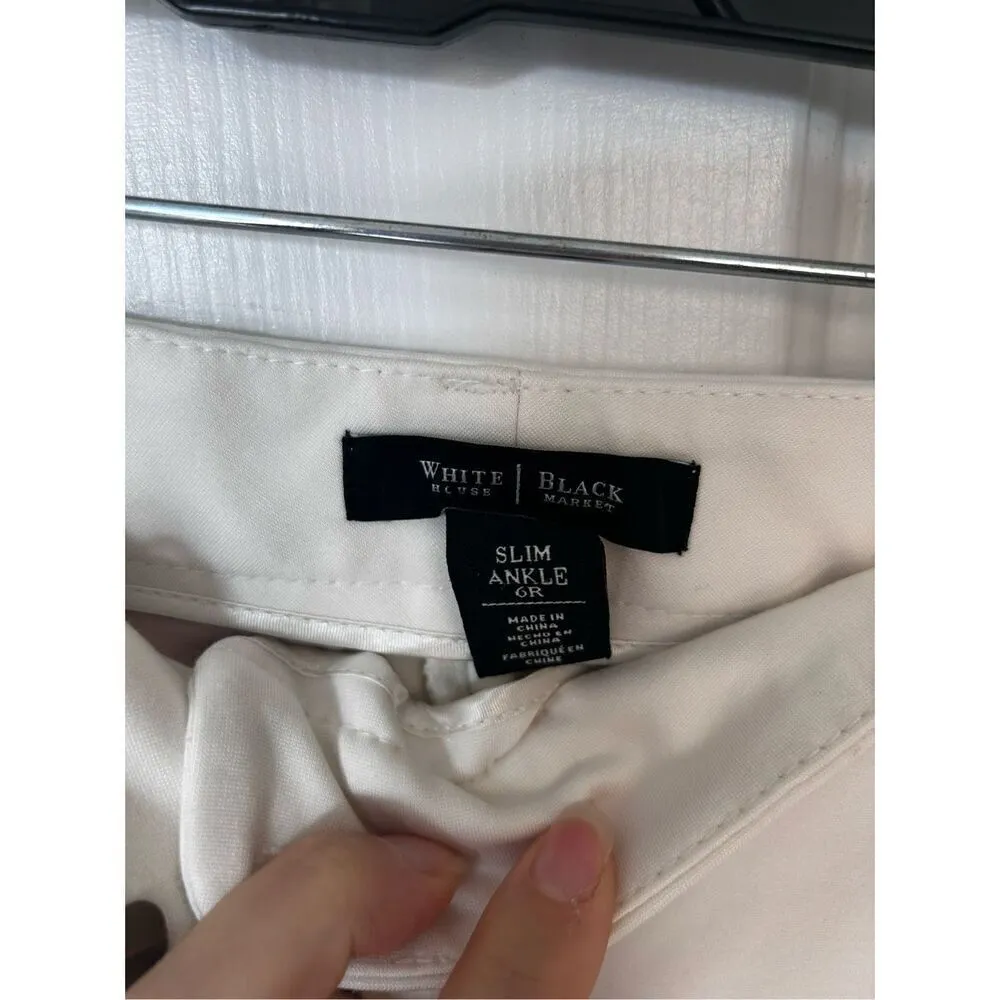 WHITE | BLACK
HOUSE MARKET
SLIM
ANKLE
6R
MADE IN
CHINA
HECHO EN
CHINA
FABRIQUÉ EN
CHINE